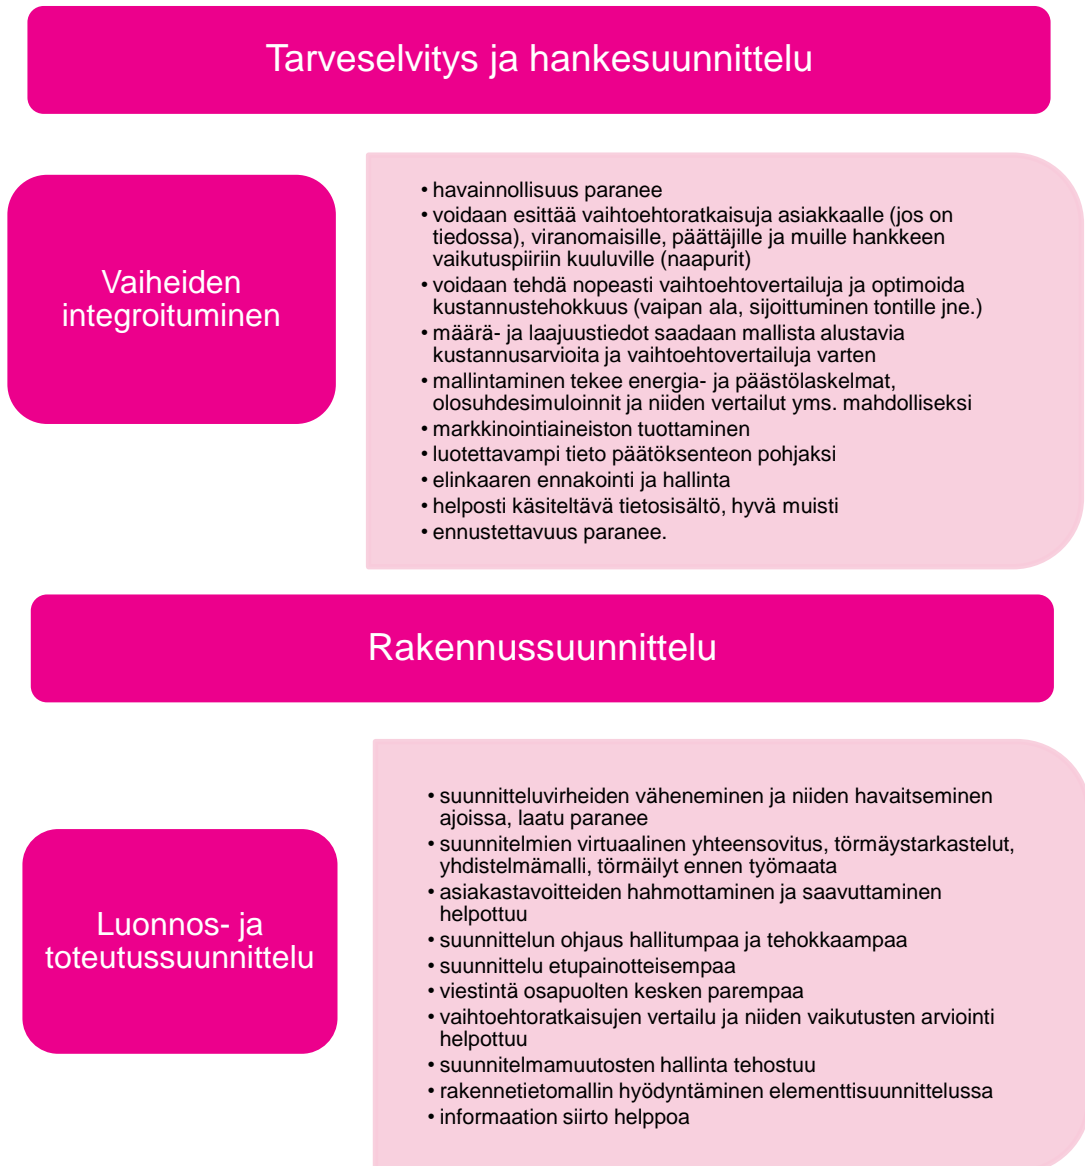 Tarveselvitys ja hankesuunnittelu
Vaiheiden
integroituminen
• havainnollisuus paranee
• voidaan esittää vaihtoehtoratkaisuja asiakkaalle (jos on
tiedossa), viranomaisille, päättäjille ja muille hankkeen
vaikutuspiiriin kuuluville (naapurit)
• voidaan tehdä nopeasti vaihtoehtovertailuja ja optimoida
kustannustehokkuus (vaipan ala, sijoittuminen tontille jne.)
• määrä- ja laajuustiedot saadaan mallista alustavia
kustannusarvioita ja vaihtoehtovertailuja varten
• mallintaminen tekee energia- ja päästölaskelmat,
olosuhdesimuloinnit ja niiden vertailut yms. mahdolliseksi
• markkinointiaineiston tuottaminen
• luotettavampi tieto päätöksenteon pohjaksi
• elinkaaren ennakointi ja hallinta
• helposti käsiteltävä tietosisältö, hyvä muisti
• ennustettavuus paranee.
Rakennussuunnittelu
Luonnos- ja
toteutussuunnittelu
• suunnitteluvirheiden väheneminen ja niiden havaitseminen
ajoissa, laatu paranee
• suunnitelmien virtuaalinen yhteensovitus, törmäystarkastelut,
yhdistelmämalli, törmäilyt ennen työmaata
• asiakastavoitteiden hahmottaminen ja saavuttaminen
helpottuu
• suunnittelun ohjaus hallitumpaa ja tehokkaampaa
• suunnittelu etupainotteisempaa
• viestintä osapuolten kesken parempaa
• vaihtoehtoratkaisujen vertailu ja niiden vaikutusten arviointi
helpottuu
• suunnitelmamuutosten hallinta tehostuu
• rakennetietomallin hyödyntäminen elementtisuunnittelussa
• informaation siirto helppoa